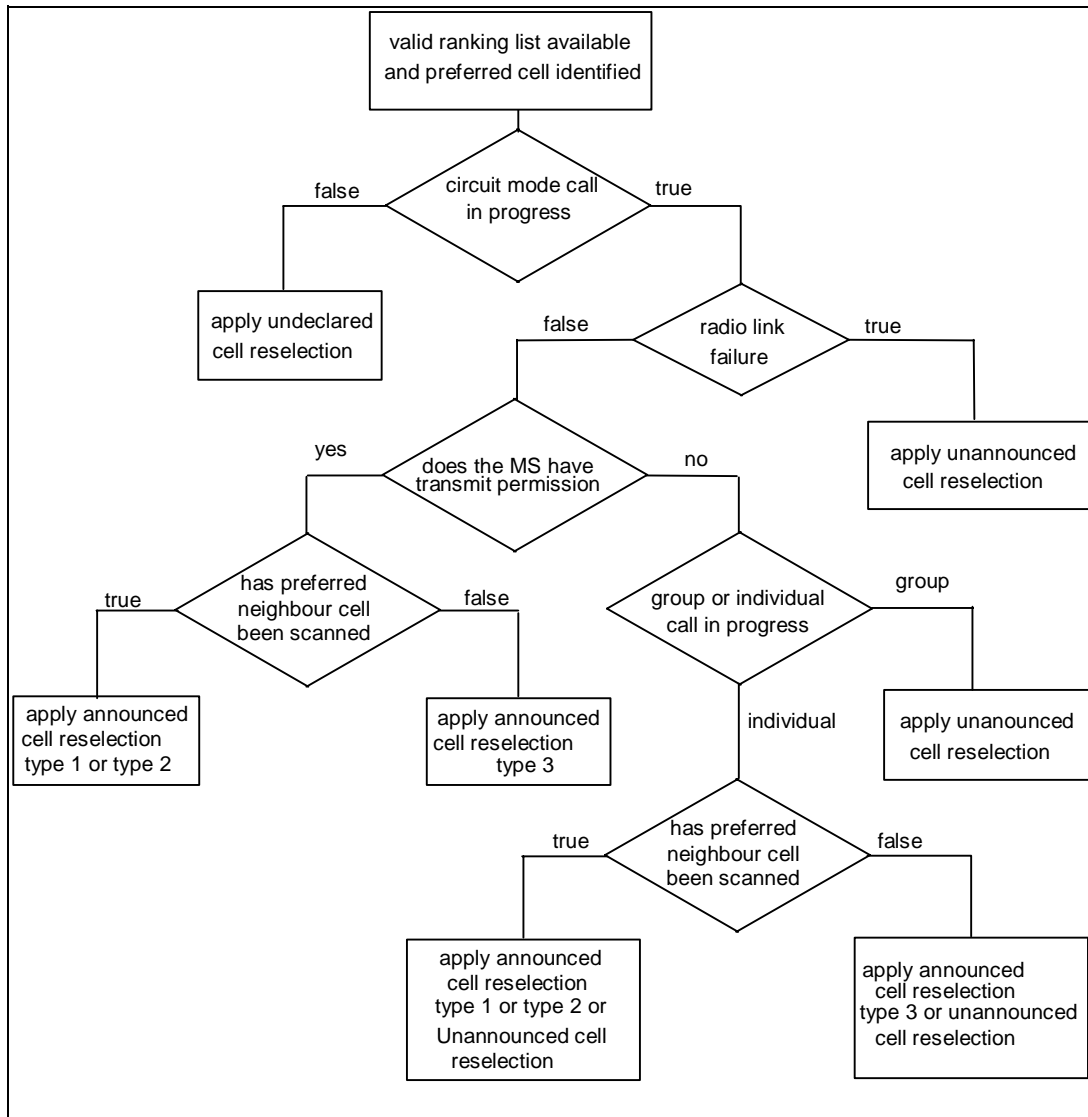 valid ranking list available
and preferred cell identified
false
circuit mode call
in progress
true
apply undeclared
cell reselection
false
radio link
failure
true
apply unannounced
cell reselection
yes
does the MS have
transmit permission
no
true
has preferred
neighbour cell
been scanned
false
group or individual
call in progress
group
apply announced
cell reselection
type 1 or type 2
apply announced
cell reselection
type 3
individual
apply unanounced
cell reselection
true
has preferred
neighbour cell
been scanned
false
apply announced
cell reselection
type 1 or type 2 or
Unannounced cell
reselection
apply announced
cell reselection
type 3 or unannounced
cell reselection